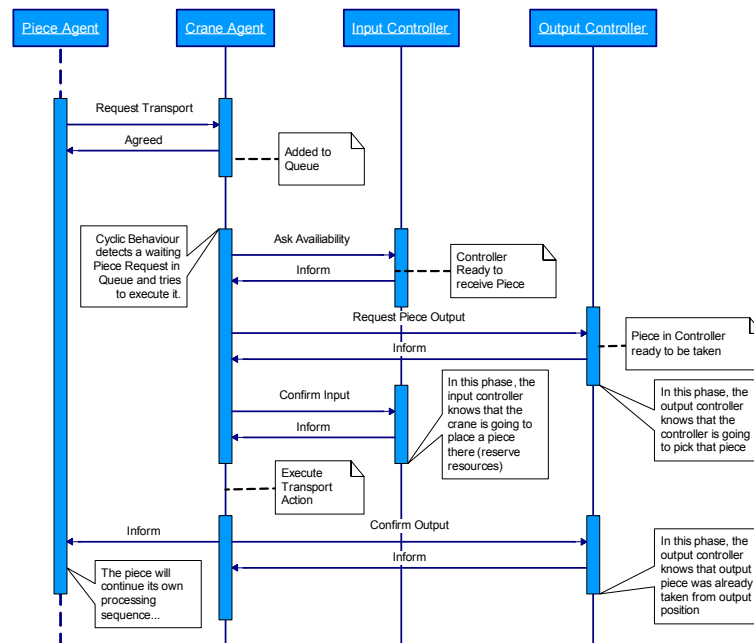 Piece Agent
Crane Agent
Input Controller
Output Controller
Request Transport
Agreed
Added to
Queue
Cyclic Behaviour
detects a waiting
Piece Request in
Queue and tries
to execute it.
Ask Availiability
Inform
Controller
Ready to
receive Piece
Request Piece Output
Inform
Piece in Controller
ready to be taken
Confirm Input
Inform
In this phase, the
input controller
knows that the
crane is going to
place a piece
there (reserve
resources)
In this phase, the
output controller
knows that the
controller is going
to pick that piece
Execute
Transport
Action
Inform
Confirm Output
Inform
The piece will
continue its own
processing
sequence...
In this phase, the
output controller
knows that output
piece was already
taken from output
position